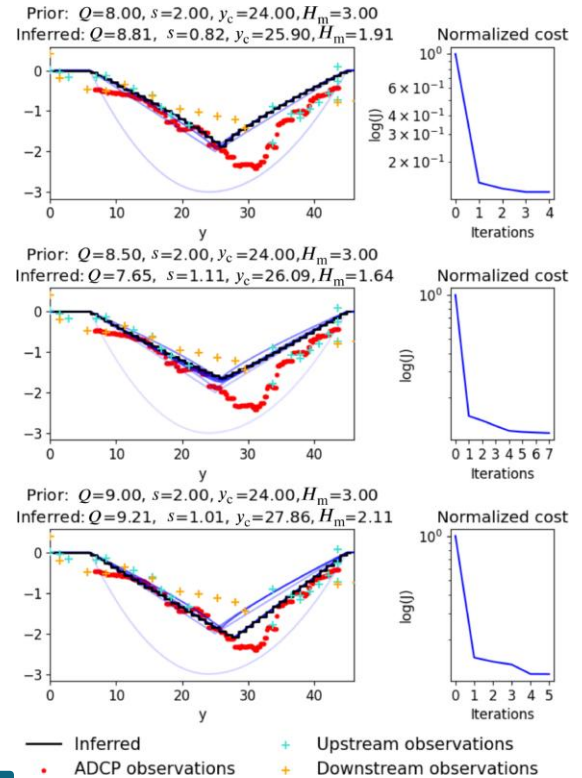 Prior: Q=8.00, s=2.00, y_c=24.00, H_m=3.00
Inferred: Q=8.81, s=0.82, y_c=25.90, H_m=1.91
Normalized cost
0
−1
−2
−3
0 10 20 30 40
y
10^0
6 × 10^−1
4 × 10^−1
3 × 10^−1
2 × 10^−1
log(J)
0 1 2 3 4
Iterations
Prior: Q=8.50, s=2.00, y_c=24.00, H_m=3.00
Inferred: Q=7.65, s=1.11, y_c=26.09, H_m=1.64
Normalized cost
0
−1
−2
−3
0 10 20 30 40
y
10^0
log(J)
0 1 2 3 4 5 6 7
Iterations
Prior: Q=9.00, s=2.00, y_c=24.00, H_m=3.00
Inferred: Q=9.21, s=1.01, y_c=27.86, H_m=2.11
Normalized cost
0
−1
−2
−3
0 10 20 30 40
y
10^0
log(J)
0 1 2 3 4 5
Iterations
Inferred
Upstream observations
ADCP observations
Downstream observations